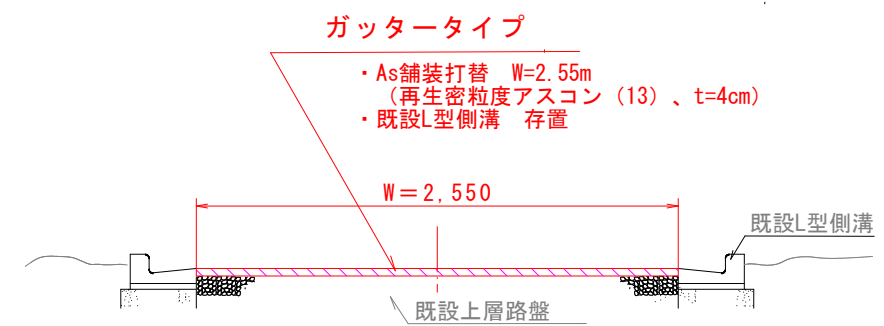 ガッタータイプ
・As舗装打替　W=2.55m
（再生密粒度アスコン（13）、t=4cm）
・既設L型側溝　存置
W＝2,550
既設L型側溝
既設上層路盤